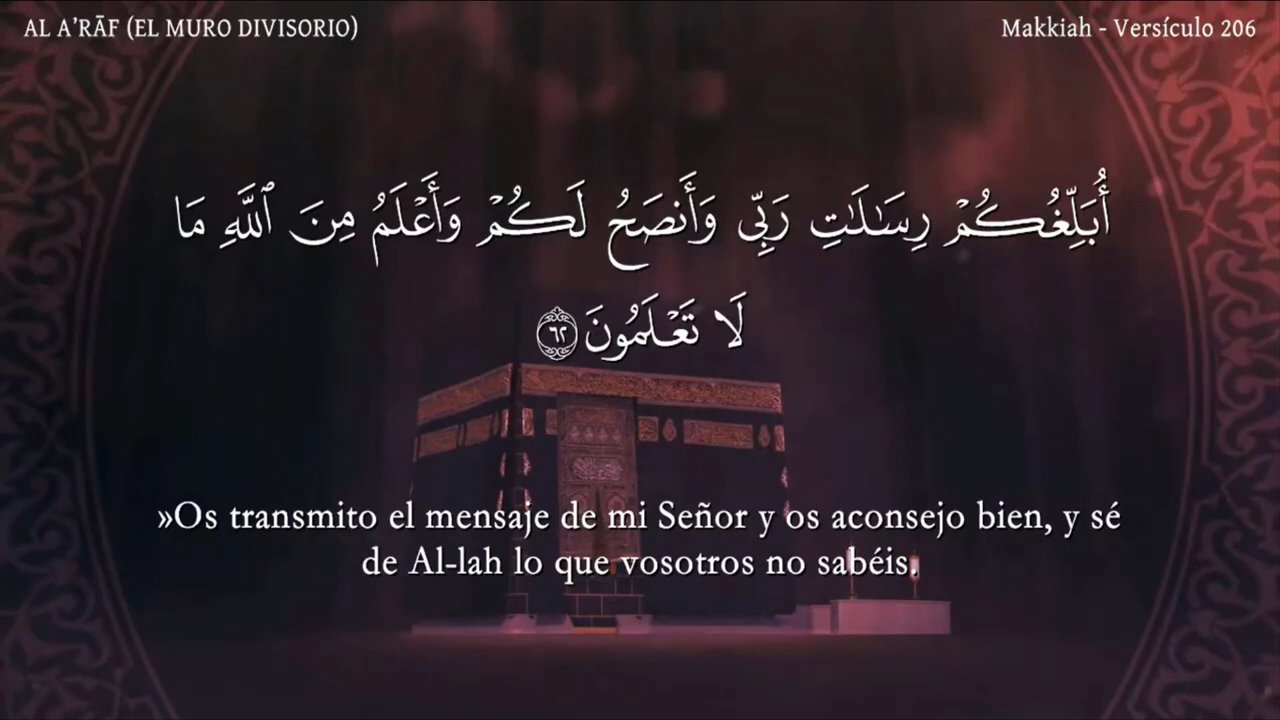 AL A’RĀF (EL MURO DIVISORIO)
Makkiah - Versículo 206
أُبَلِّغُكُمْ رِسَـٰلَـٰتِ رَبِّى وَأَنصَحُ لَكُمْ وَأَعْلَمُ مِنَ ٱللَّهِ مَا
لَا تَعْلَمُونَ ٦٢
»Os transmito el mensaje de mi Señor y os aconsejo bien, y sé
de Al-lah lo que vosotros no sabéis.